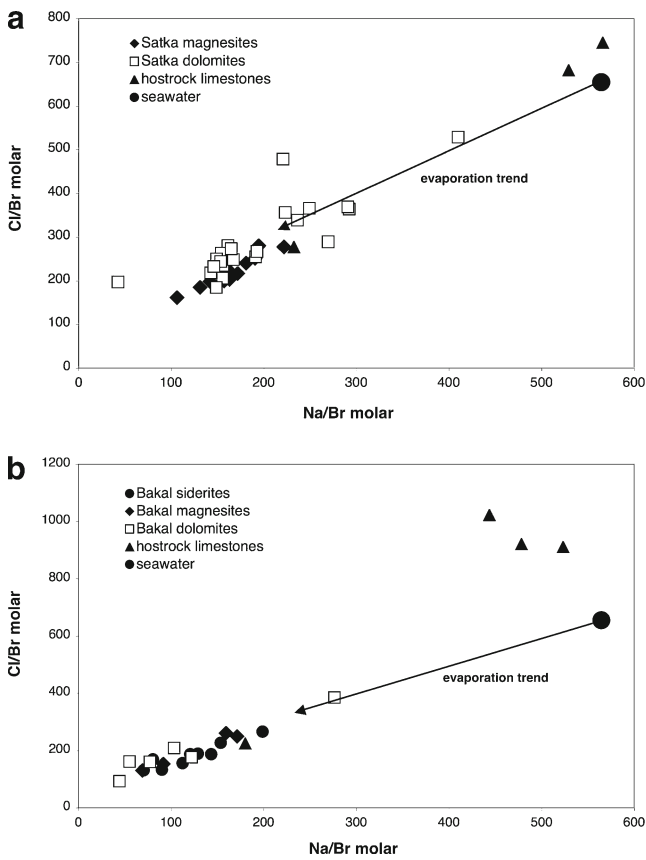 a
800
700
600
500
400
300
200
100
0
Cl/Br molar
Satka magnesites
Satka dolomites
hostrock limestones
seawater
evaporation trend
0 100 200 300 400 500 600
Na/Br molar
b
1200
1000
800
600
400
200
0
Cl/Br molar
Bakal siderites
Bakal magnesites
Bakal dolomites
hostrock limestones
seawater
evaporation trend
0 100 200 300 400 500 600
Na/Br molar